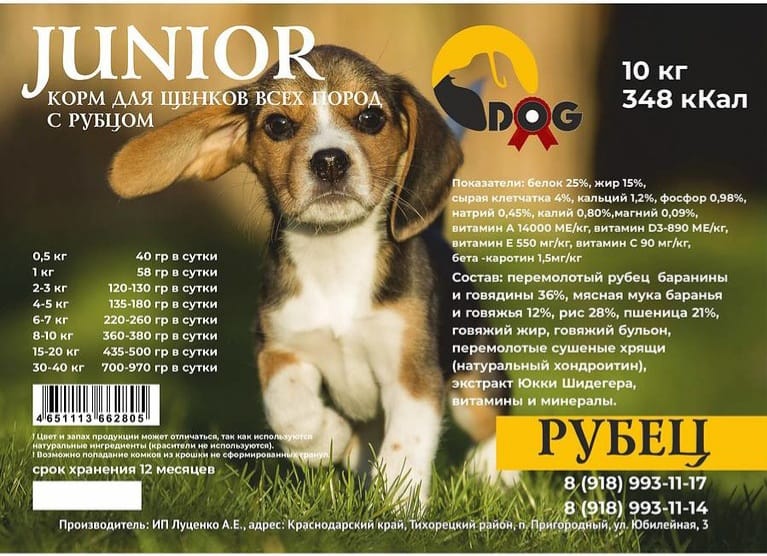 JUNIOR
КОРМ ДЛЯ ЩЕНКОВ ВСЕХ ПОРОД
С РУБЦОМ
DOG
10 кг
348 кКал
Показатели: белок 25%, жир 15%,
сырая клетчатка 4%, кальций 1,2%, фосфор 0,98%,
натрий 0,45%, калий 0,80%,магний 0,09%,
витамин А 14000 МЕ/кг, витамин D3-890 МЕ/кг,
витамин Е 550 мг/кг, витамин С 90 мг/кг,
бета -каротин 1,5мг/кг
Состав: перемолотый рубец баранины
и говядины 36%, мясная мука баранья
и говяжья 12%, рис 28%, пшеница 21%,
говяжий жир, говяжий бульон,
перемолотые сушеные хрящи
(натуральный хондроитин),
экстракт Юкки Шидегера,
витамины и минералы.
0,5 кг 40 гр в сутки
1 кг 58 гр в сутки
2-3 кг 120-130 гр в сутки
4-5 кг 135-180 гр в сутки
6-7 кг 220-260 гр в сутки
8-10 кг 360-380 гр в сутки
15-20 кг 435-500 гр в сутки
30-40 кг 700-970 гр в сутки
4 651113 662805
! Цвет и запах продукции может отличаться, так как используются
натуральные ингредиенты (красители не используются).
! Возможно попадание комков из крошки не сформированных гранул.
срок хранения 12 месяцев
РУБЕЦ
8 (918) 993-11-17
8 (918) 993-11-14
Производитель: ИП Луценко А.Е., адрес: Краснодарский край, Тихорецкий район, п. Пригородный, ул. Юбилейная, 3